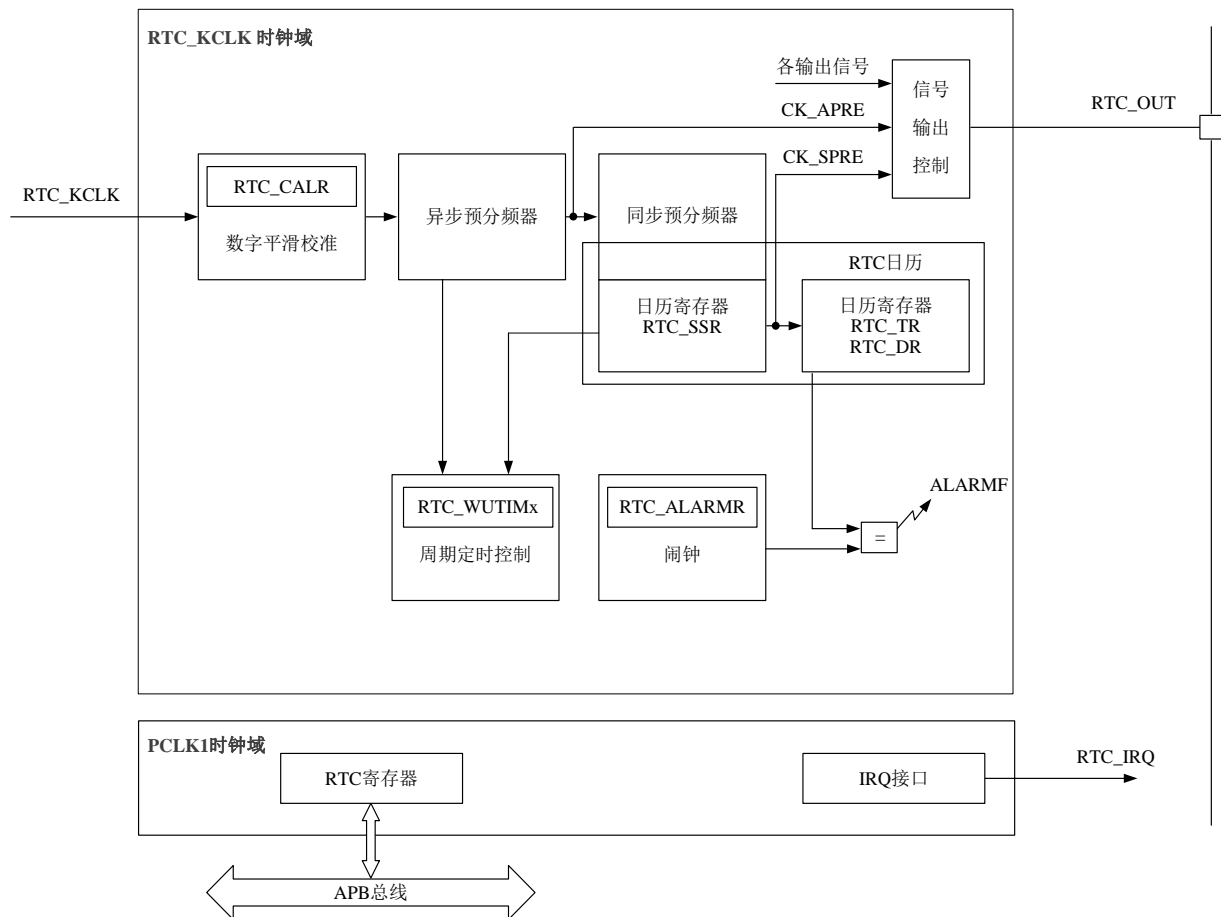 RTC_KCLK 时钟域
各输出信号
信号
输出
控制
RTC_OUT
CK_APRE
CK_SPRE
RTC_KCLK
RTC_CALR
数字平滑校准
异步预分频器
同步预分频器
RTC日历
日历寄存器
RTC_SSR
日历寄存器
RTC_TR
RTC_DR
RTC_WUTIMx
周期定时控制
RTC_ALARMR
闹钟
=
ALARMF
PCLK1时钟域
RTC寄存器
IRQ接口
RTC_IRQ
APB总线